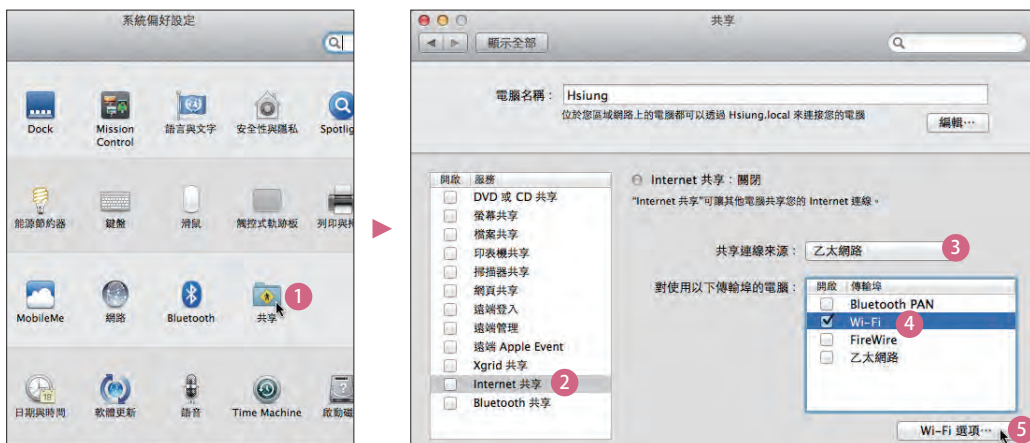 系統偏好設定
Dock
Mission Control
語言與文字
安全性與隱私
Spotlig
能源節約器
鍵盤
滑鼠
觸控式軌跡板
列印與掃
MobileMe
網路
Bluetooth
共享
1
日期與時間
軟體更新
語音
Time Machine
啟動磁
共享
顯示全部
電腦名稱： Hsiung
位於您區域網路上的電腦都可以透過 Hsiung.local 來連接您的電腦
編輯⋯
開啟 服務
DVD 或 CD 共享
螢幕共享
檔案共享
印表機共享
掃描器共享
網頁共享
遠端登入
遠端管理
遠端 Apple Event
Xgrid 共享
Internet 共享 2
Bluetooth 共享
Internet 共享：關閉
“Internet 共享”可讓其他電腦共享您的 Internet 連線。
共享連線來源： 乙太網路 3
對使用以下傳輸埠的電腦：
開啟 傳輸埠
Bluetooth PAN
Wi-Fi 4
FireWire
乙太網路
Wi-Fi 選項⋯ 5